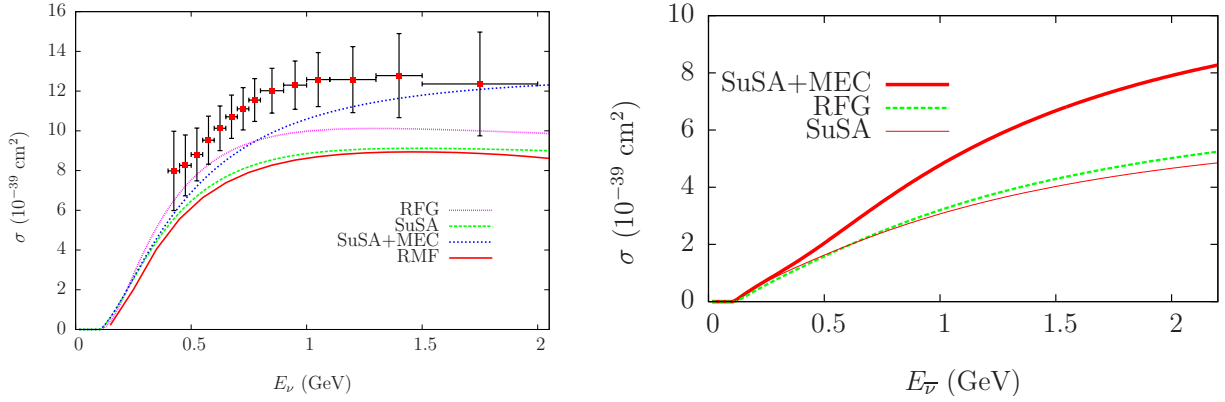 16
14
12
10
8
6
4
2
0
σ (10⁻³⁹ cm²)
RFG
SuSA
SuSA+MEC
RMF
0 0.5 1 1.5 2
E_ν (GeV)
10
8
6
4
2
0
σ (10⁻³⁹ cm²)
SuSA+MEC
RFG
SuSA
0 0.5 1 1.5 2
E_ν̅ (GeV)